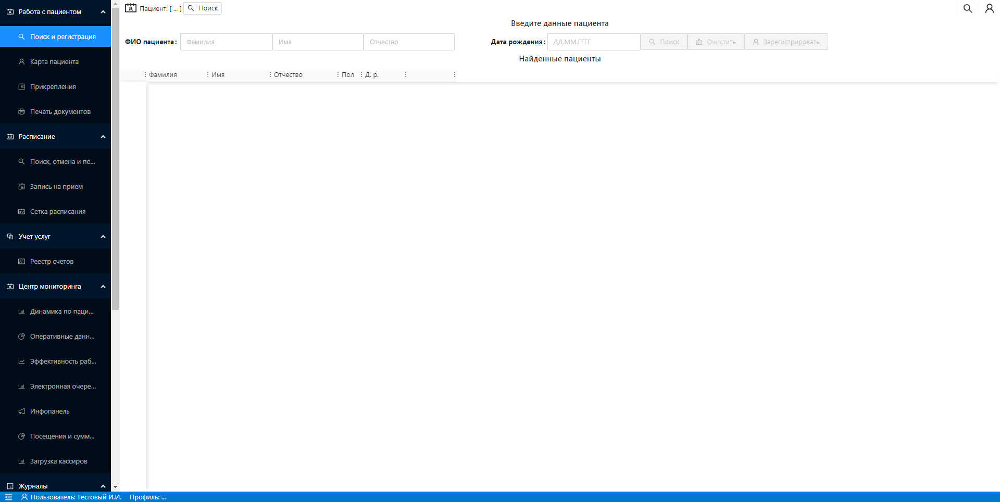 Работа с пациентом
Поиск и регистрация
Карта пациента
Прикрепления
Печать документов
Расписание
Поиск, отмена и пе...
Запись на прием
Сетка расписания
Учет услуг
Реестр счетов
Центр мониторинга
Динамика по паци...
Оперативные данн...
Эффективность раб...
Электронная очере...
Инфопанель
Посещения и сумм...
Загрузка кассиров
Журналы
Пациент: [ ... ] Поиск
Введите данные пациента
ФИО пациента: Фамилия Имя Отчество Дата рождения: ДД.ММ.ГГГГ Поиск Очистить Зарегистрировать
Найденные пациенты
Фамилия Имя Отчество Пол Д. р.
Пользователь: Тестовый И.И. Профиль: ...